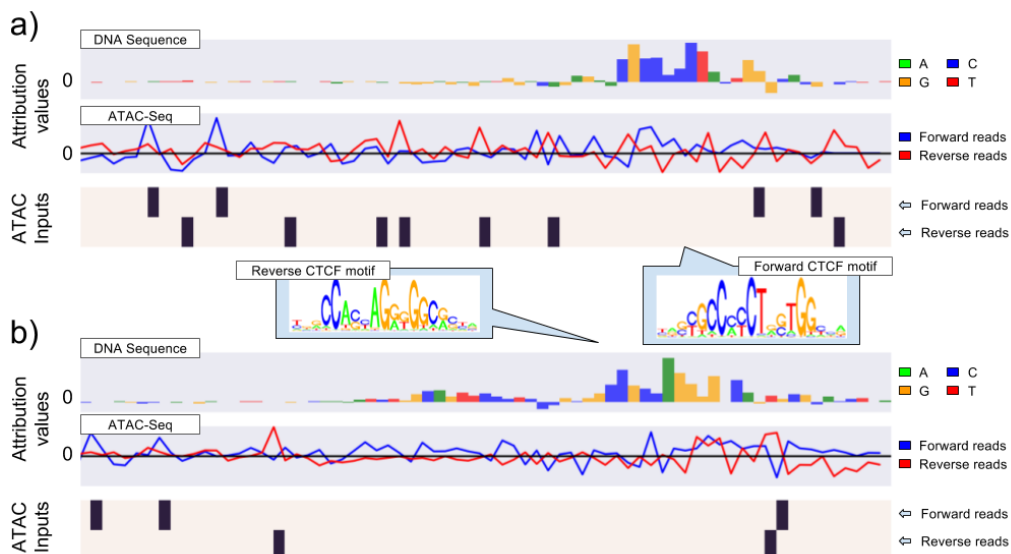 a)
DNA Sequence
Attribution
values
0
A C
G T
ATAC-Seq
0
Forward reads
Reverse reads
ATAC
Inputs
Forward reads
Reverse reads
Reverse CTCF motif
Forward CTCF motif
b)
DNA Sequence
Attribution
values
0
A C
G T
ATAC-Seq
0
Forward reads
Reverse reads
ATAC
Inputs
Forward reads
Reverse reads